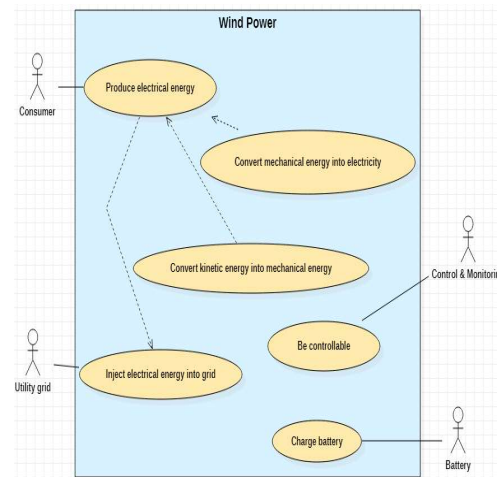 Wind Power
Produce electrical energy
Consumer
Convert mechanical energy into electricity
Control & Monitorin
Convert kinetic energy into mechanical energy
Be controllable
Utility grid
Inject electrical energy into grid
Charge battery
Battery